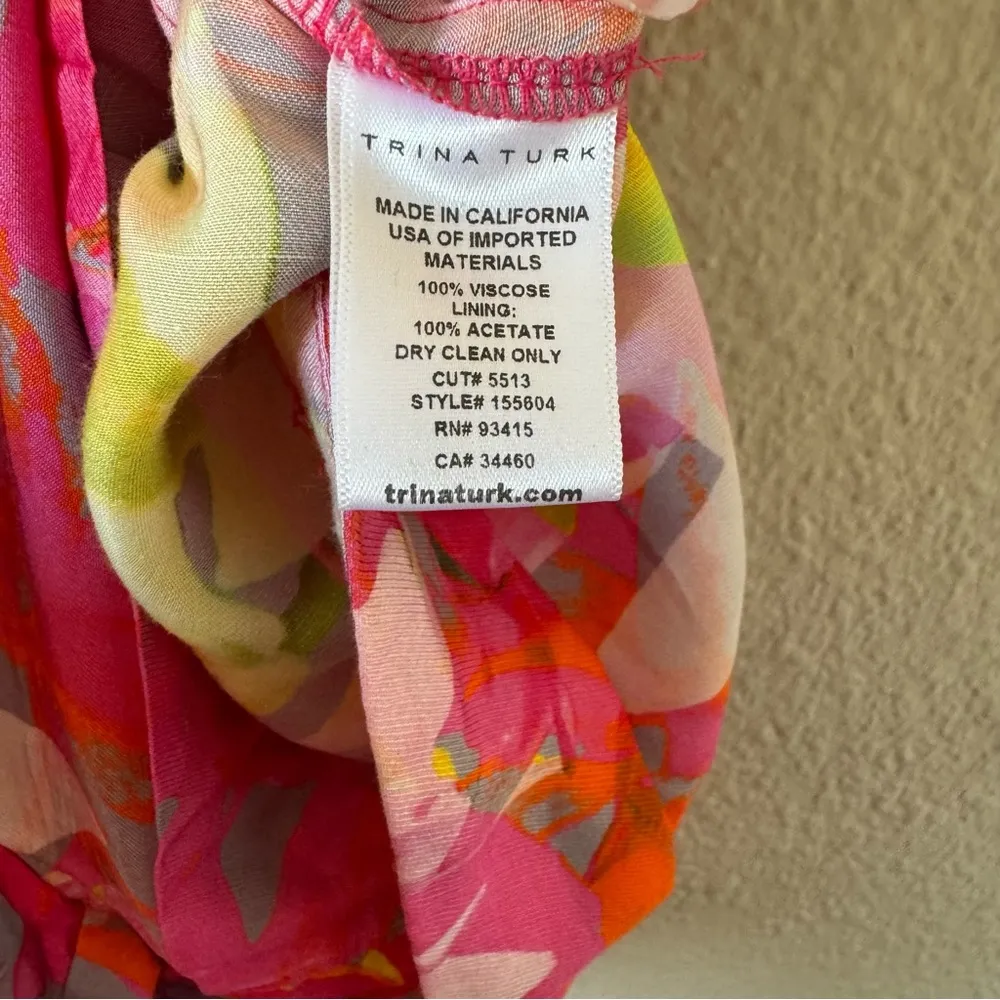 TRINA TURK
MADE IN CALIFORNIA
USA OF IMPORTED
MATERIALS
100% VISCOSE
LINING:
100% ACETATE
DRY CLEAN ONLY
CUT# 5513
STYLE# 155604
RN# 93415
CA# 34460
trinaturk.com